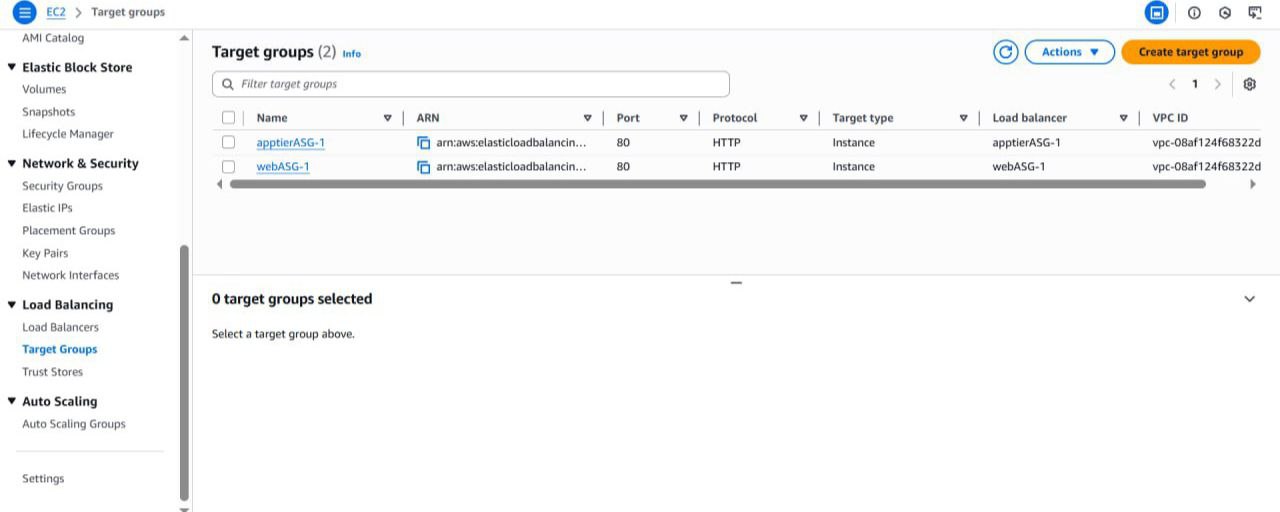 EC2 > Target groups
AMI Catalog
Elastic Block Store
Volumes
Snapshots
Lifecycle Manager
Network & Security
Security Groups
Elastic IPs
Placement Groups
Key Pairs
Network Interfaces
Load Balancing
Load Balancers
Target Groups
Trust Stores
Auto Scaling
Auto Scaling Groups
Settings
Target groups (2) Info
Actions
Create target group
Filter target groups
1
Name ARN Port Protocol Target type Load balancer VPC ID
apptierASG-1 arn:aws:elasticloadbalancin... 80 HTTP Instance apptierASG-1 vpc-08af124f68322d
webASG-1 arn:aws:elasticloadbalancin... 80 HTTP Instance webASG-1 vpc-08af124f68322d
0 target groups selected
Select a target group above.